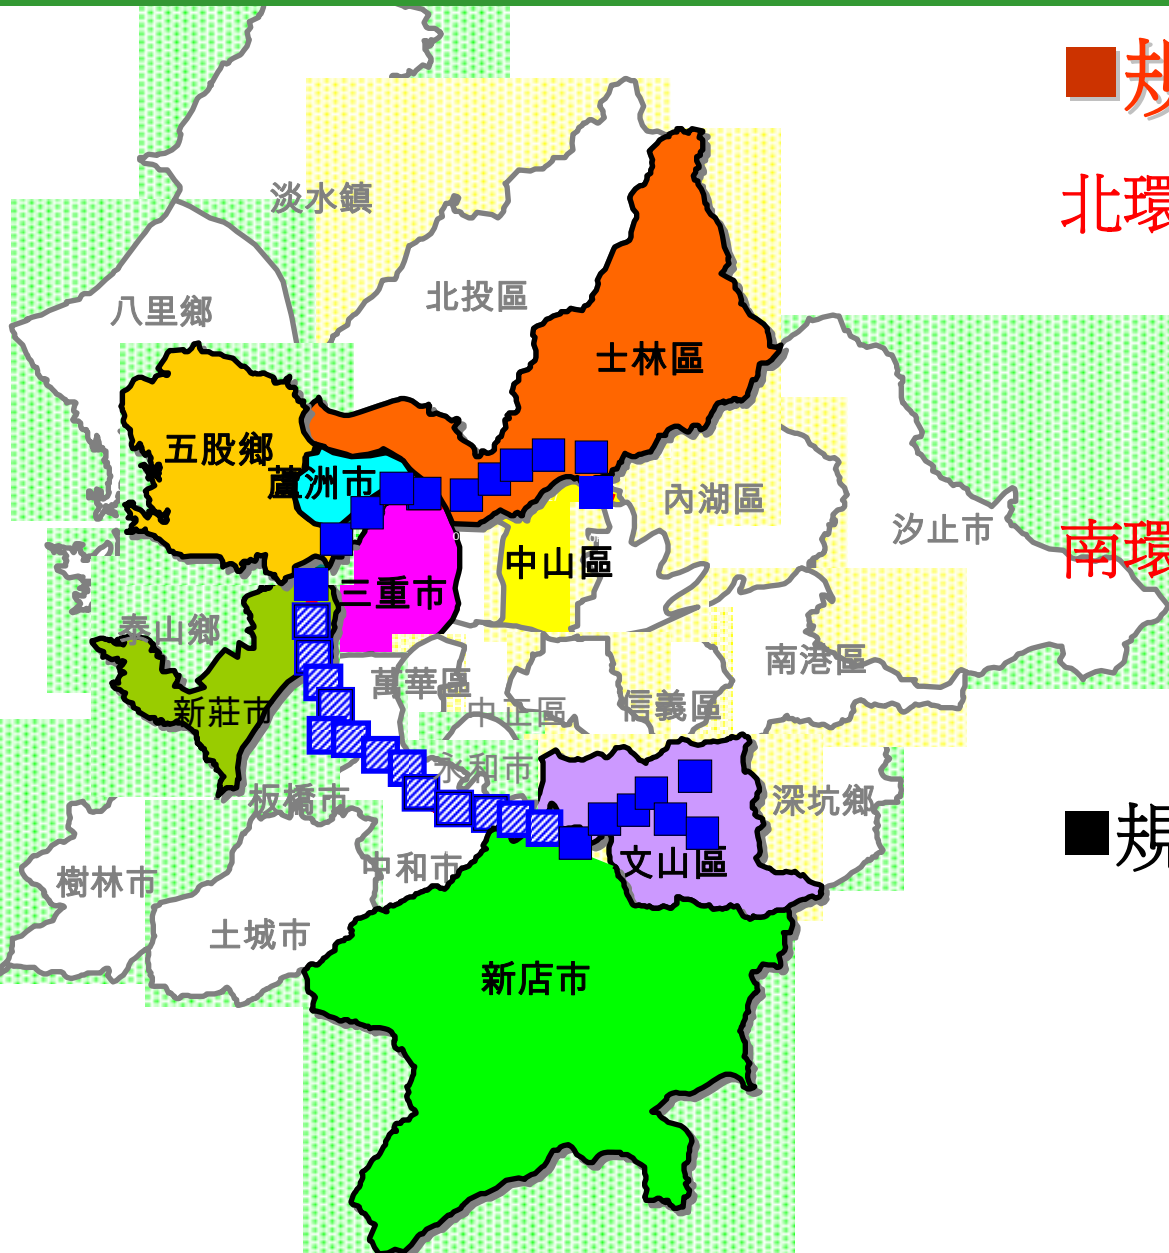 ■規
淡水鎮
北環
北投區
八里鄉
士林區
五股鄉
蘆洲市
內湖區
汐止市
南環
中山區
三重市
泰山鄉
南港區
萬華區
信義區
中正區
新莊市
永和市
板橋市
深坑鄉
■規
文山區
中和市
樹林市
土城市
新店市